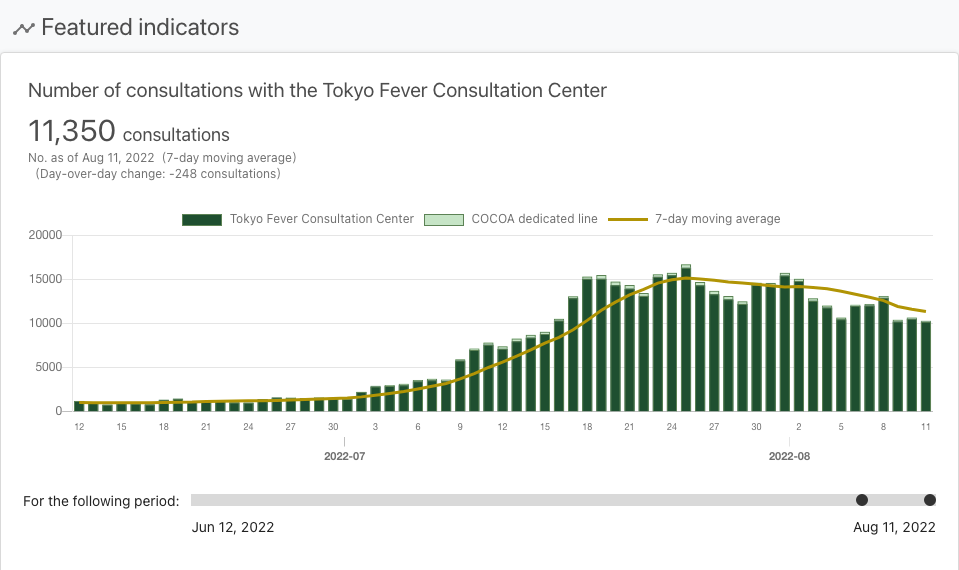 Featured indicators
Number of consultations with the Tokyo Fever Consultation Center
11,350 consultations
No. as of Aug 11, 2022 (7-day moving average)
(Day-over-day change: -248 consultations)
Tokyo Fever Consultation Center COCOA dedicated line 7-day moving average
20000
15000
10000
5000
0
12 15 18 21 24 27 30 3 6 9 12 15 18 21 24 27 30 2 5 8 11
2022-07 2022-08
For the following period:
Jun 12, 2022 Aug 11, 2022